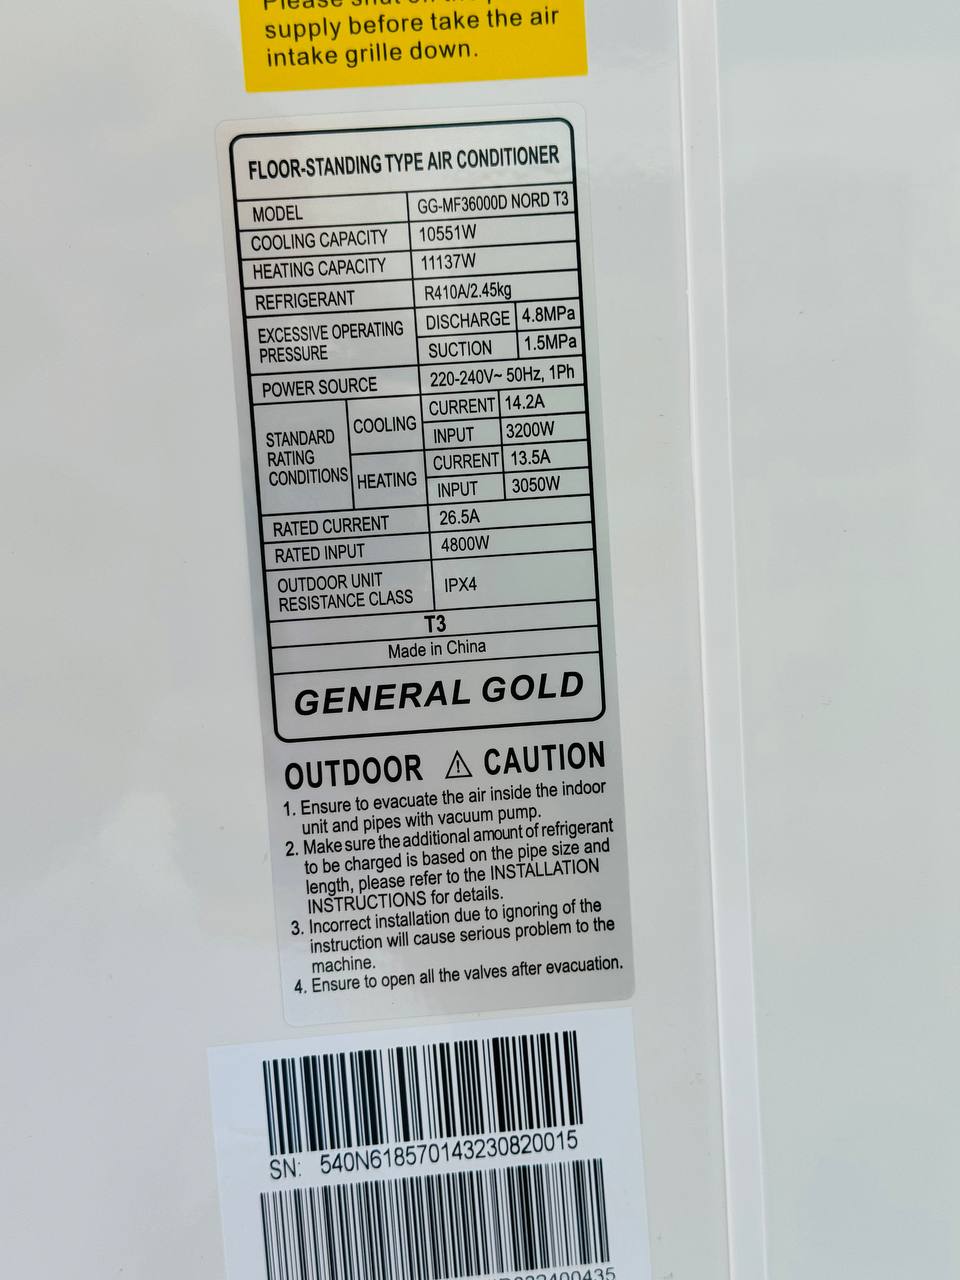 Please shut off the
supply before take the air
intake grille down.
FLOOR-STANDING TYPE AIR CONDITIONER
MODEL GG-MF36000D NORD T3
COOLING CAPACITY 10551W
HEATING CAPACITY 11137W
REFRIGERANT R410A/2.45kg
EXCESSIVE OPERATING PRESSURE DISCHARGE 4.8MPa
SUCTION 1.5MPa
POWER SOURCE 220-240V~ 50Hz, 1Ph
STANDARD RATING CONDITIONS COOLING CURRENT 14.2A
INPUT 3200W
HEATING CURRENT 13.5A
INPUT 3050W
RATED CURRENT 26.5A
RATED INPUT 4800W
OUTDOOR UNIT RESISTANCE CLASS IPX4
T3
Made in China
GENERAL GOLD
OUTDOOR ⚠ CAUTION
1. Ensure to evacuate the air inside the indoor
unit and pipes with vacuum pump.
2. Make sure the additional amount of refrigerant
to be charged is based on the pipe size and
length, please refer to the INSTALLATION
INSTRUCTIONS for details.
3. Incorrect installation due to ignoring of the
instruction will cause serious problem to the
machine.
4. Ensure to open all the valves after evacuation.
SN: 540N618570143230820015